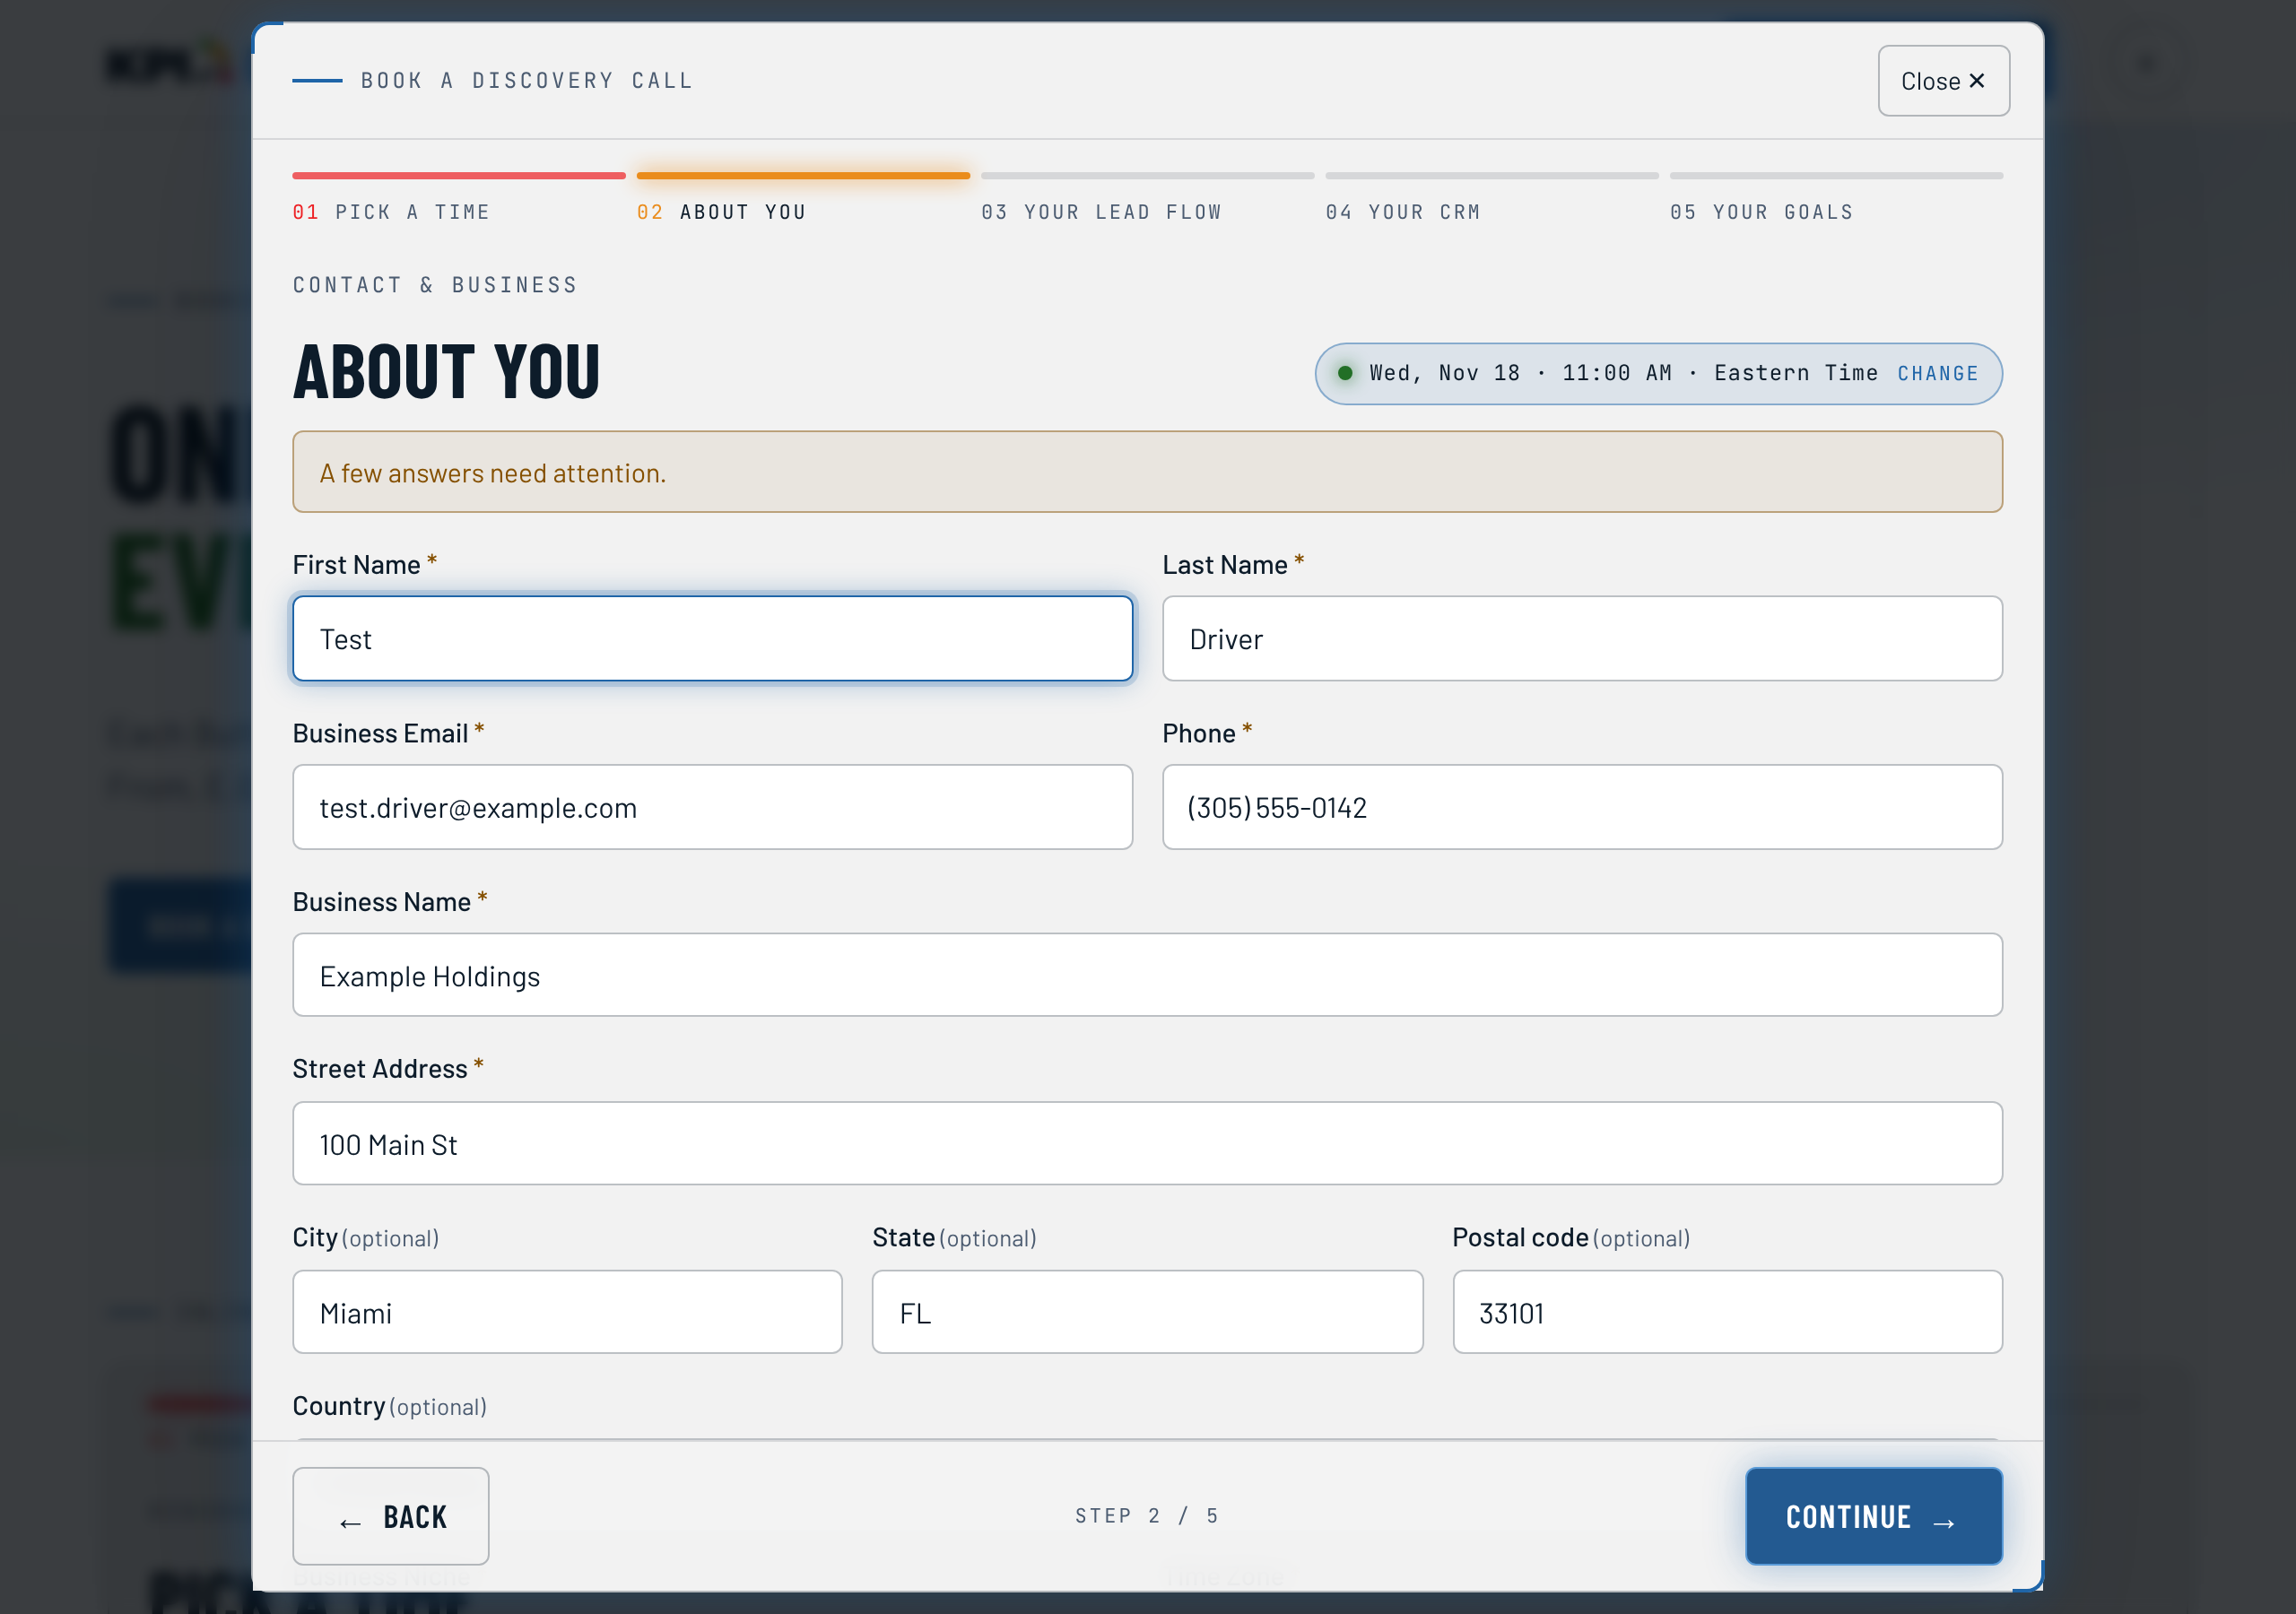 BOOK A DISCOVERY CALL
Close ✕
01 PICK A TIME
02 ABOUT YOU
03 YOUR LEAD FLOW
04 YOUR CRM
05 YOUR GOALS
CONTACT & BUSINESS
ABOUT YOU
Wed, Nov 18 · 11:00 AM · Eastern Time CHANGE
A few answers need attention.
First Name *
Last Name *
Test
Driver
Business Email *
Phone *
test.driver@example.com
(305) 555-0142
Business Name *
Example Holdings
Street Address *
100 Main St
City (optional)
State (optional)
Postal code (optional)
Miami
FL
33101
Country (optional)
← BACK
STEP 2 / 5
CONTINUE →
Business Niche
Time Zone